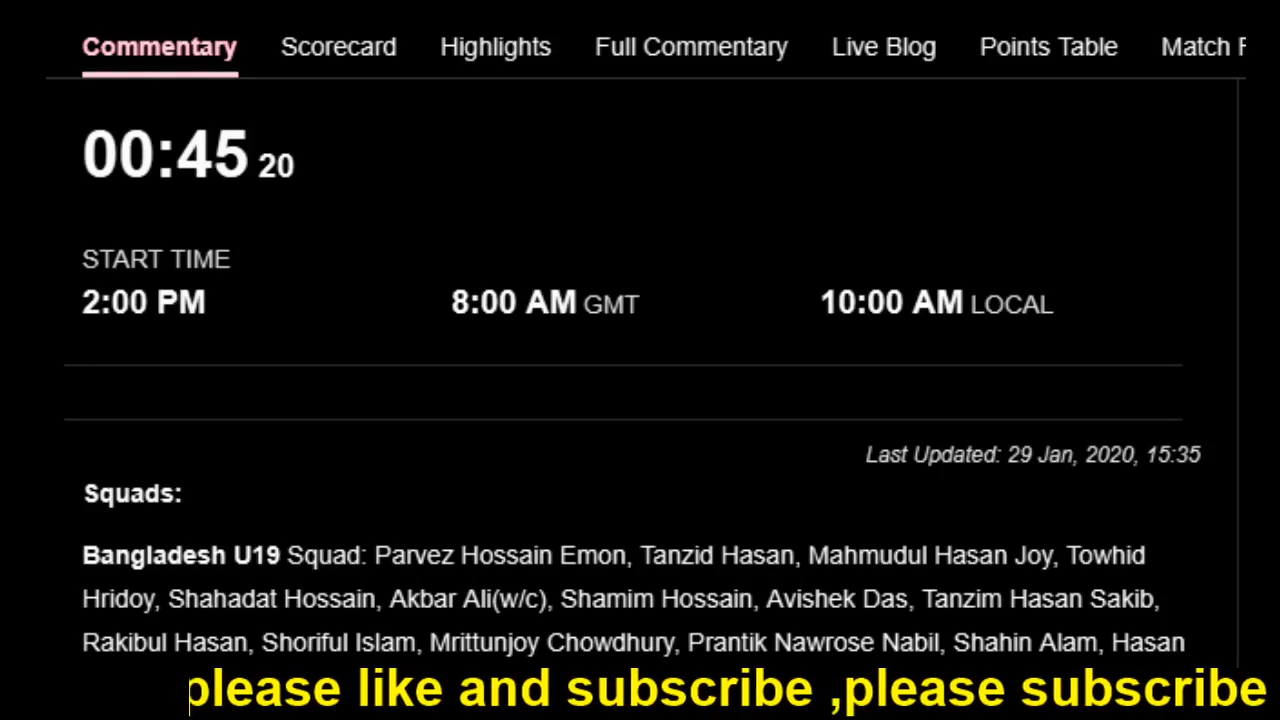 Commentary Scorecard Highlights Full Commentary Live Blog Points Table Match F
00:45 20
START TIME
2:00 PM 8:00 AM GMT 10:00 AM LOCAL
Last Updated: 29 Jan, 2020, 15:35
Squads:
Bangladesh U19 Squad: Parvez Hossain Emon, Tanzid Hasan, Mahmudul Hasan Joy, Towhid
Hridoy, Shahadat Hossain, Akbar Ali(w/c), Shamim Hossain, Avishek Das, Tanzim Hasan Sakib,
Rakibul Hasan, Shoriful Islam, Mrittunjoy Chowdhury, Prantik Nawrose Nabil, Shahin Alam, Hasan
please like and subscribe ,please subscribe